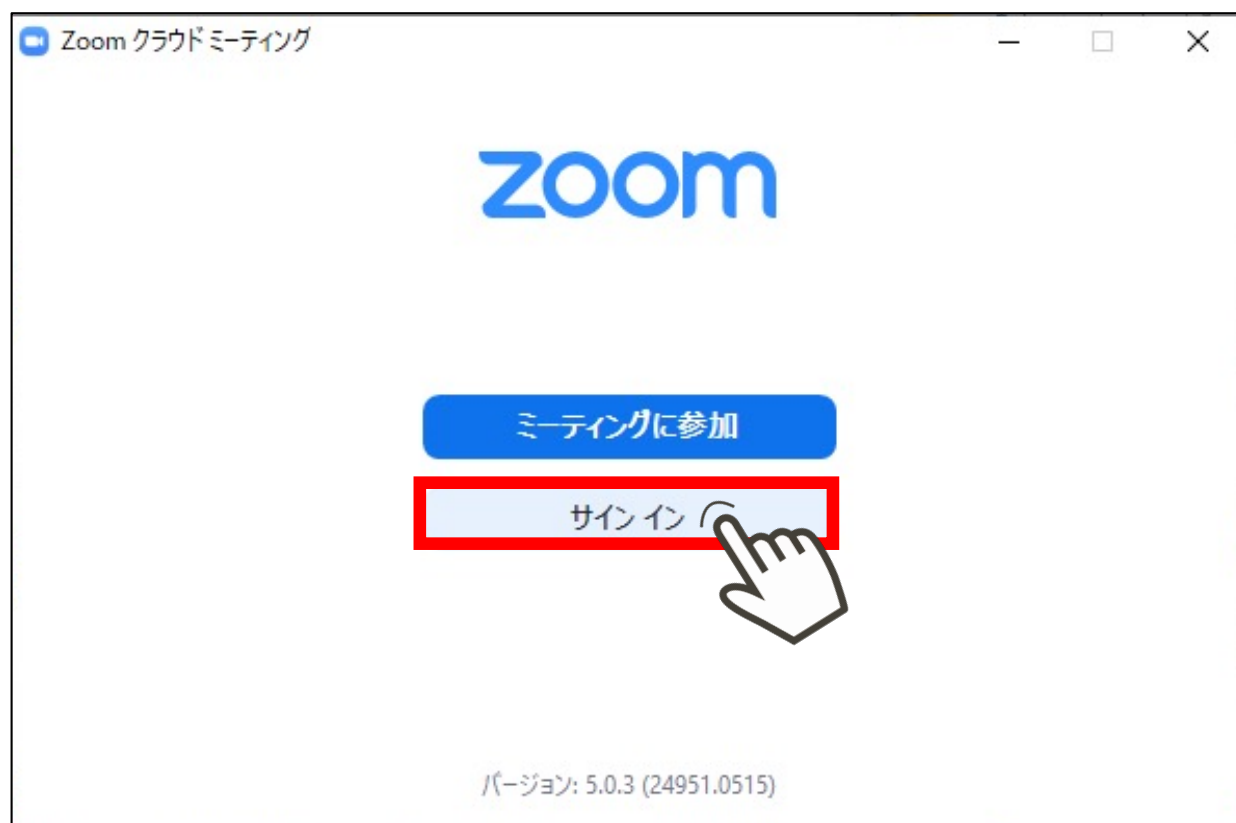 Zoom クラウド ミーティング
zoom
ミーティングに参加
サイン イン
バージョン: 5.0.3 (24951.0515)